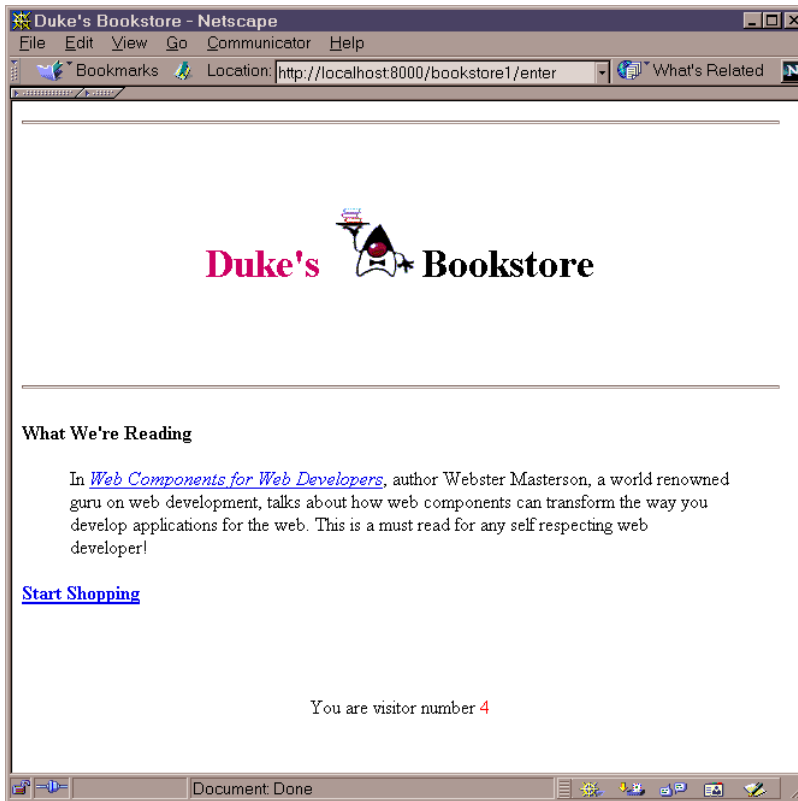 Duke's Bookstore - Netscape
File Edit View Go Communicator Help
Bookmarks Location: http://localhost:8000/bookstore1/enter What's Related N
Duke's Bookstore
What We're Reading
In Web Components for Web Developers, author Webster Masterson, a world renowned
guru on web development, talks about how web components can transform the way you
develop applications for the web. This is a must read for any self respecting web
developer!
Start Shopping
You are visitor number 4
Document: Done